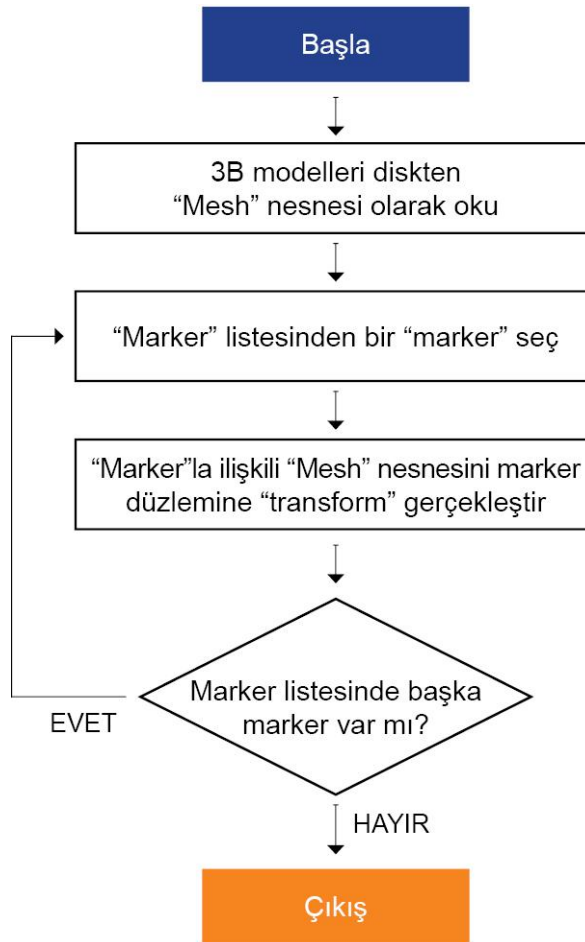 Başla
3B modelleri diskten
“Mesh” nesnesi olarak oku
“Marker” listesinden bir “marker” seç
“Marker”la ilişkili “Mesh” nesnesini marker
düzlemine “transform” gerçekleştir
Marker listesinde başka
marker var mı?
EVET
HAYIR
Çıkış